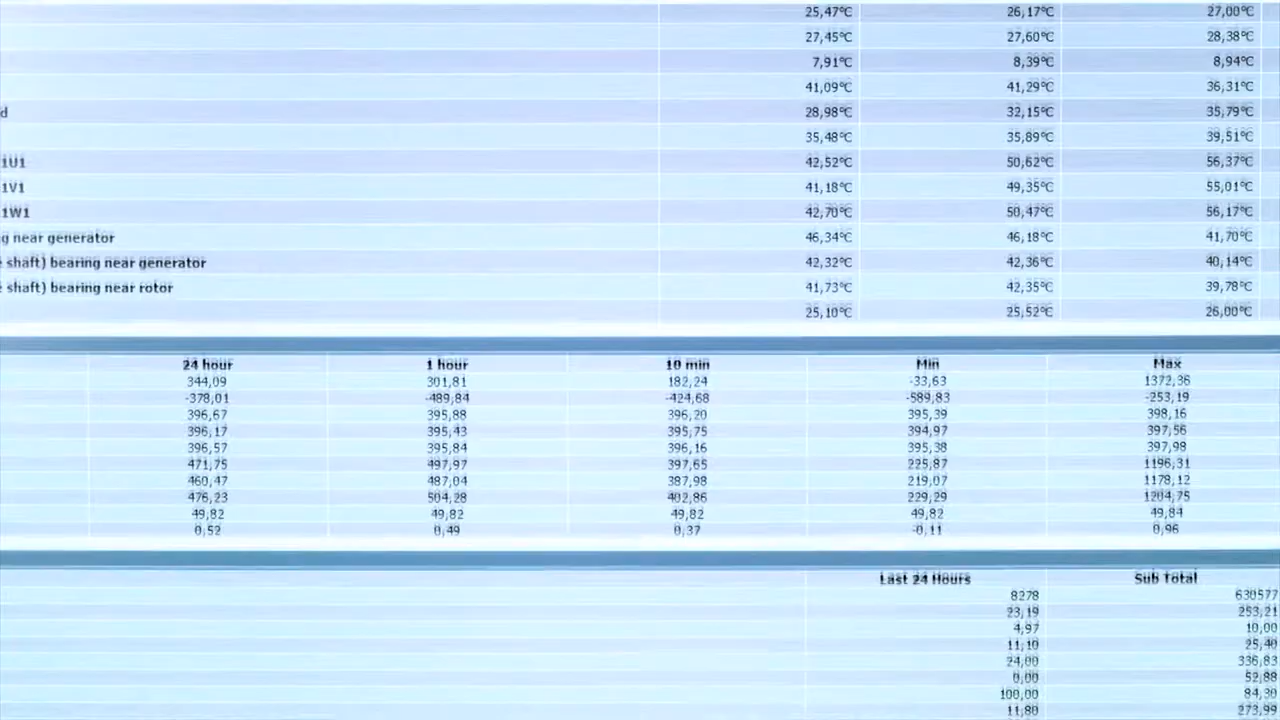 25,47°C 26,17°C 27,00°C
27,45°C 27,60°C 28,38°C
7,91°C 8,39°C 8,94°C
41,09°C 41,29°C 36,31°C
d 28,98°C 32,15°C 35,79°C
35,48°C 35,89°C 39,51°C
1U1 42,52°C 50,62°C 56,37°C
1V1 41,18°C 49,35°C 55,01°C
1W1 42,70°C 50,47°C 56,17°C
g near generator 46,34°C 46,18°C 41,70°C
shaft) bearing near generator 42,32°C 42,36°C 40,14°C
shaft) bearing near rotor 41,73°C 42,35°C 39,78°C
25,10°C 25,52°C 26,00°C
24 hour 1 hour 10 min Min Max
344,09 301,81 182,24 -33,63 1372,36
-378,01 -489,84 -424,68 -589,83 -253,19
396,67 395,88 396,20 395,39 398,16
396,17 395,43 395,75 394,97 397,56
396,57 395,84 396,16 395,38 397,98
471,75 497,97 397,65 225,87 1196,31
460,47 487,04 387,98 219,07 1178,12
476,23 504,28 402,86 229,29 1204,75
49,82 49,82 49,82 49,82 49,84
0,52 0,49 0,37 -0,11 0,96
Last 24 Hours Sub Total
8278 630577
23,19 253,21
4,97 10,00
11,10 25,40
24,00 336,83
0,00 52,88
100,00 84,30
11,80 273,99